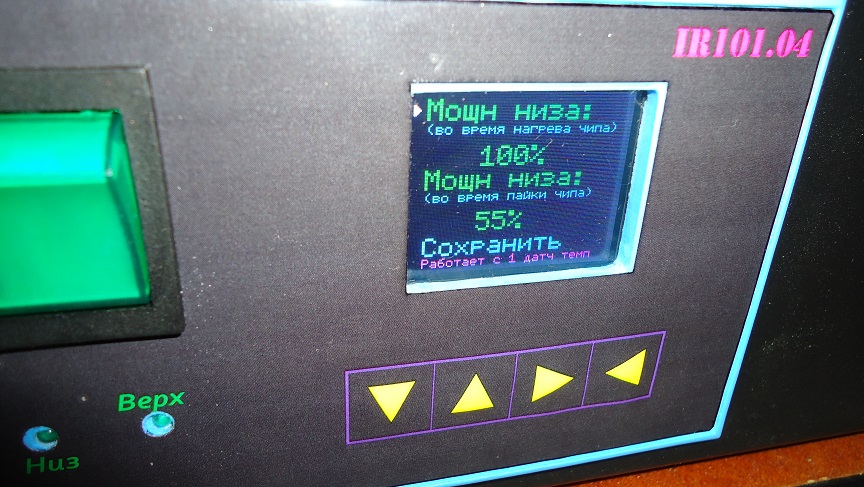 IR101.04
Мощн низа:
(во время нагрева чипа)
100%
Мощн низа:
(во время пайки чипа)
55%
Сохранить
Работает с 1 датч темп
Верх
Низ